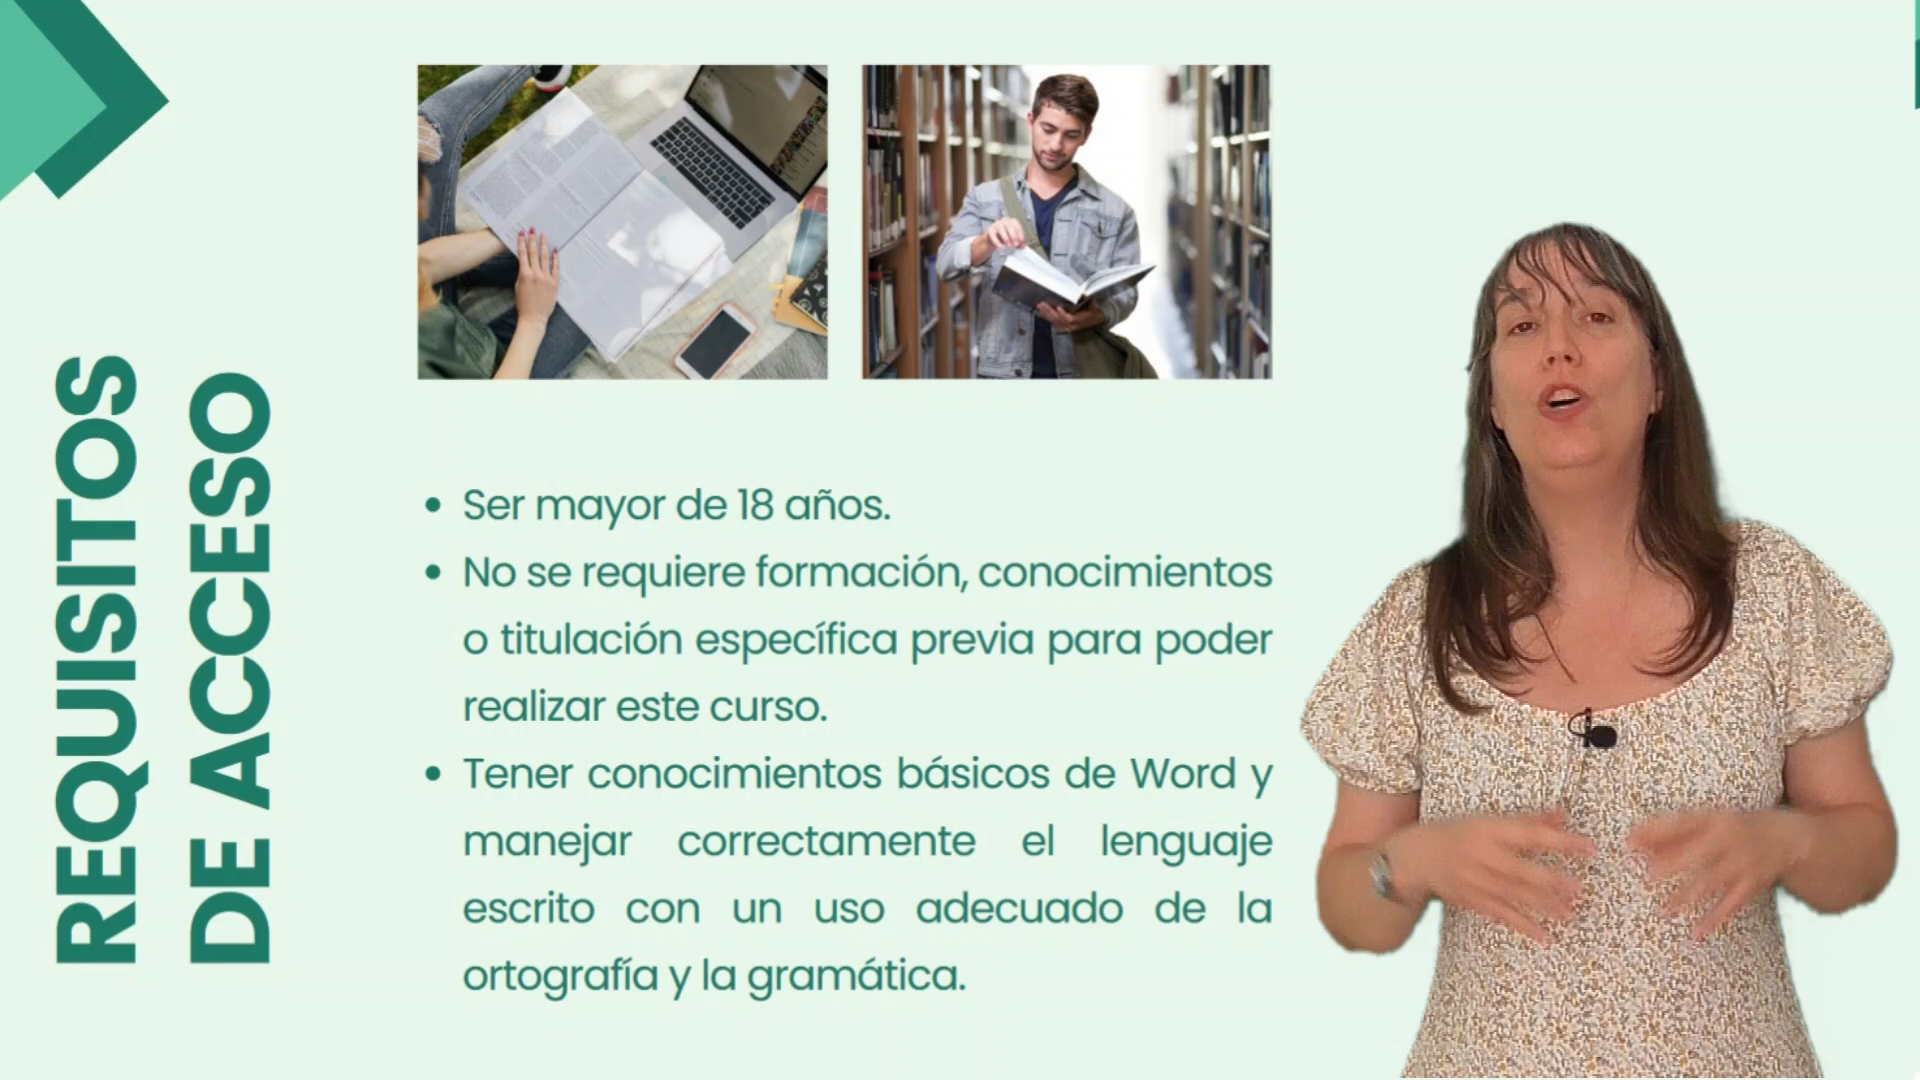 REQUISITOS
DE ACCESO
• Ser mayor de 18 años.
• No se requiere formación, conocimientos
o titulación específica previa para poder
realizar este curso.
• Tener conocimientos básicos de Word y
manejar correctamente el lenguaje
escrito con un uso adecuado de la
ortografía y la gramática.